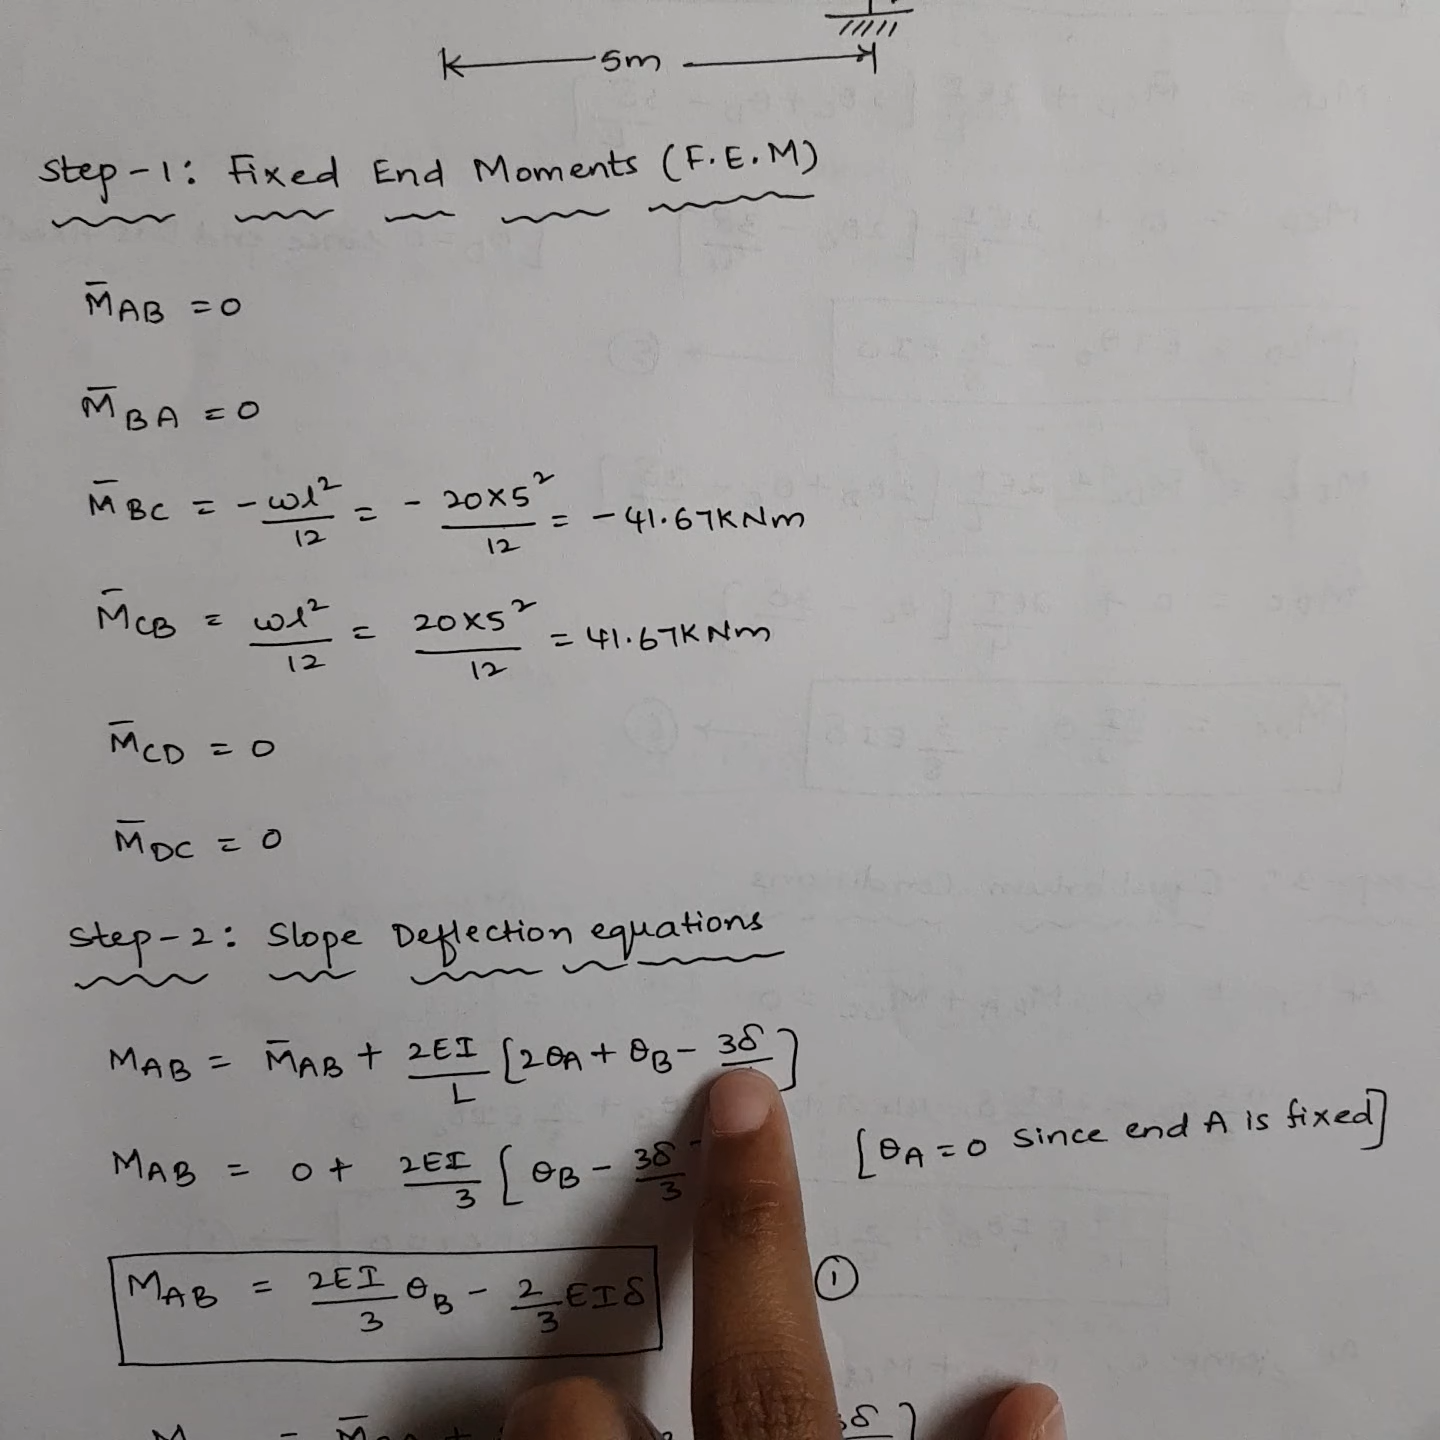 5m
Step-1: Fixed End Moments (F.E.M)
M̄AB = 0
M̄BA = 0
M̄BC = -wl²/12 = - 20×5²/12 = -41.67KNm
M̄CB = wl²/12 = 20×5²/12 = 41.67KNm
M̄CD = 0
M̄DC = 0
Step-2: Slope Deflection equations
MAB = M̄AB + 2EI/L [2θA + θB - 3δ ]
MAB = 0 + 2EI/3 [θB - 3δ/3 [θA = 0 Since end A is fixed]
MAB = 2EI/3 θB - 2/3 EIδ ①